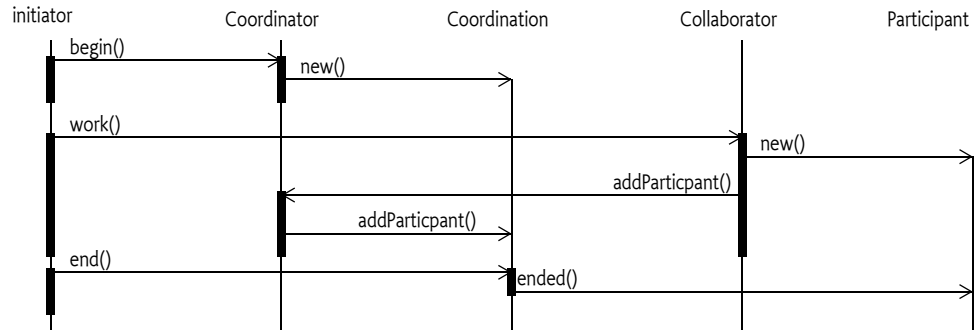 initiator
Coordinator
Coordination
Collaborator
Participant
begin()
new()
work()
new()
addParticpant()
addParticpant()
end()
ended()